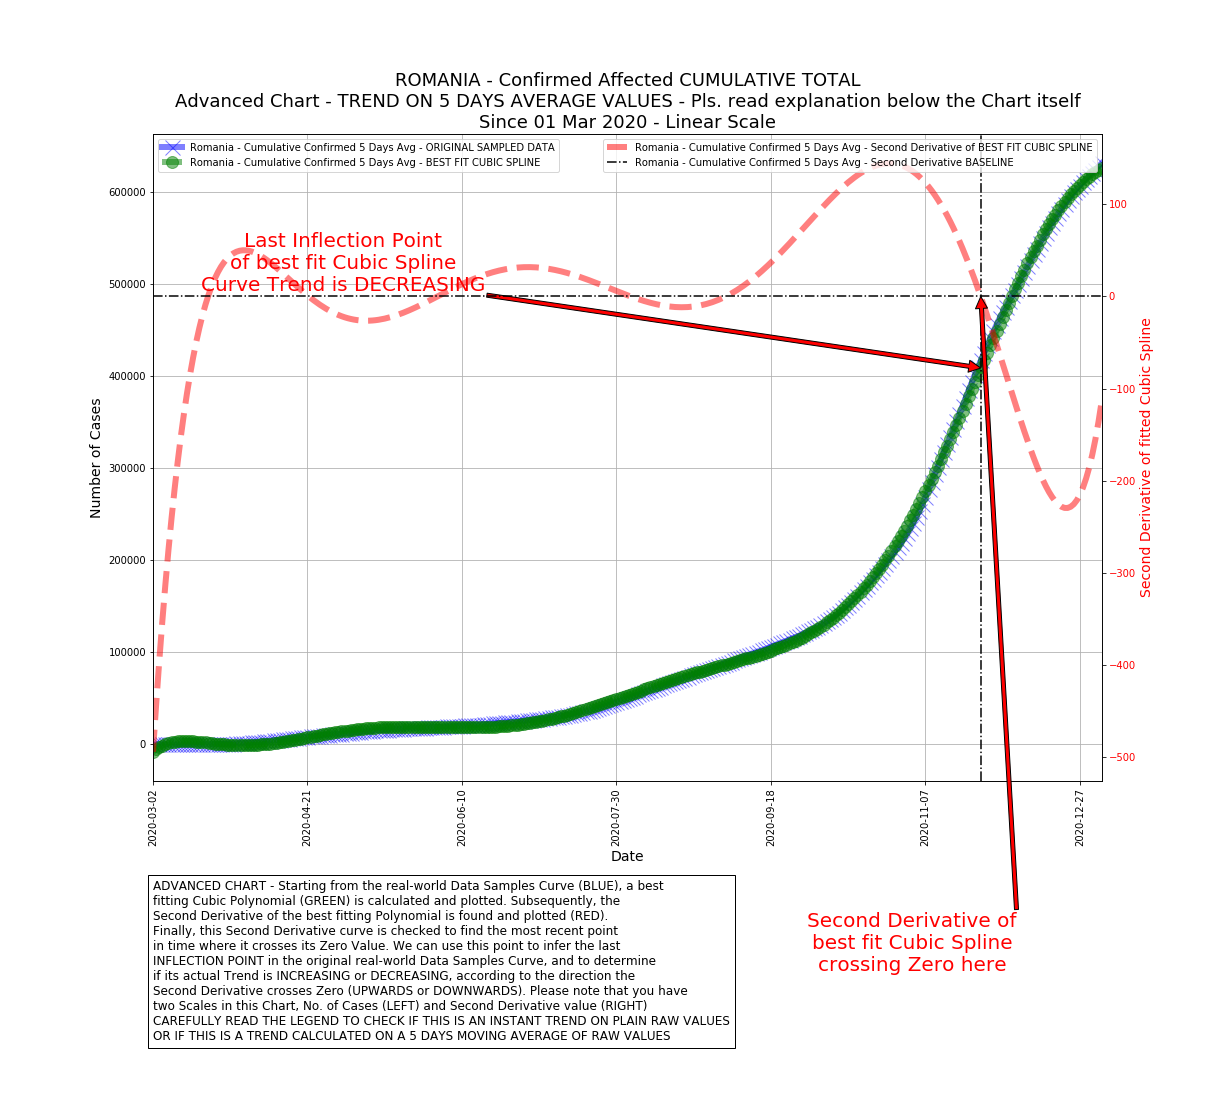 ROMANIA - Confirmed Affected CUMULATIVE TOTAL
Advanced Chart - TREND ON 5 DAYS AVERAGE VALUES - Pls. read explanation below the Chart itself
Since 01 Mar 2020 - Linear Scale
Romania - Cumulative Confirmed 5 Days Avg - ORIGINAL SAMPLED DATA
Romania - Cumulative Confirmed 5 Days Avg - BEST FIT CUBIC SPLINE
Romania - Cumulative Confirmed 5 Days Avg - Second Derivative of BEST FIT CUBIC SPLINE
Romania - Cumulative Confirmed 5 Days Avg - Second Derivative BASELINE
Last Inflection Point
of best fit Cubic Spline
Curve Trend is DECREASING
Number of Cases
600000
500000
400000
300000
200000
100000
0
100
0
−100
−200
−300
−400
−500
Second Derivative of fitted Cubic Spline
2020-03-02
2020-04-21
2020-06-10
2020-07-30
2020-09-18
2020-11-07
2020-12-27
Date
ADVANCED CHART - Starting from the real-world Data Samples Curve (BLUE), a best
fitting Cubic Polynomial (GREEN) is calculated and plotted. Subsequently, the
Second Derivative of the best fitting Polynomial is found and plotted (RED).
Finally, this Second Derivative curve is checked to find the most recent point
in time where it crosses its Zero Value. We can use this point to infer the last
INFLECTION POINT in the original real-world Data Samples Curve, and to determine
if its actual Trend is INCREASING or DECREASING, according to the direction the
Second Derivative crosses Zero (UPWARDS or DOWNWARDS). Please note that you have
two Scales in this Chart, No. of Cases (LEFT) and Second Derivative value (RIGHT)
CAREFULLY READ THE LEGEND TO CHECK IF THIS IS AN INSTANT TREND ON PLAIN RAW VALUES
OR IF THIS IS A TREND CALCULATED ON A 5 DAYS MOVING AVERAGE OF RAW VALUES
Second Derivative of
best fit Cubic Spline
crossing Zero here